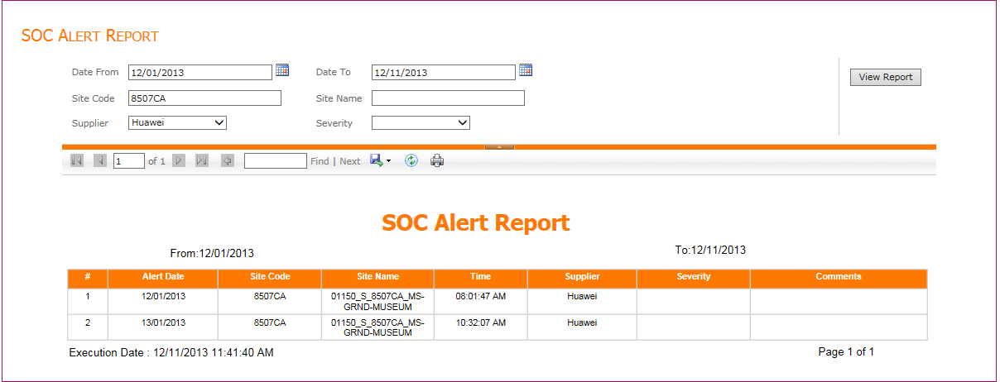 SOC ALERT REPORT
Date From 12/01/2013 Date To 12/11/2013 View Report
Site Code 8507CA Site Name
Supplier Huawei Severity
1 of 1 Find | Next
SOC Alert Report
From:12/01/2013 To:12/11/2013
# Alert Date Site Code Site Name Time Supplier Severity Comments
1 12/01/2013 8507CA 01150_S_8507CA_MS- 08:01:47 AM Huawei
GRND-MUSEUM
2 13/01/2013 8507CA 01150_S_8507CA_MS- 10:32:07 AM Huawei
GRND-MUSEUM
Execution Date : 12/11/2013 11:41:40 AM Page 1 of 1